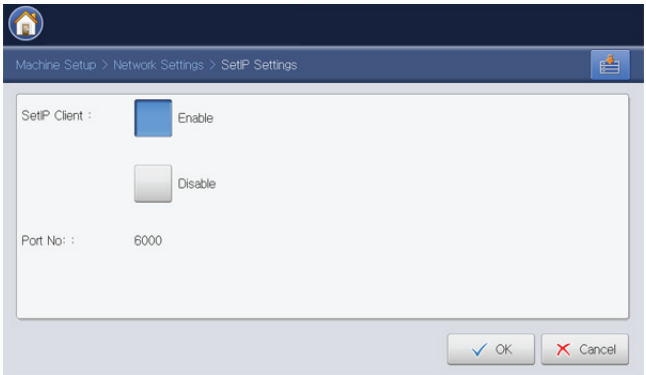 Machine Setup > Network Settings > SetIP Settings
SetIP Client :
Enable
Disable
Port No: :
6000
OK
Cancel